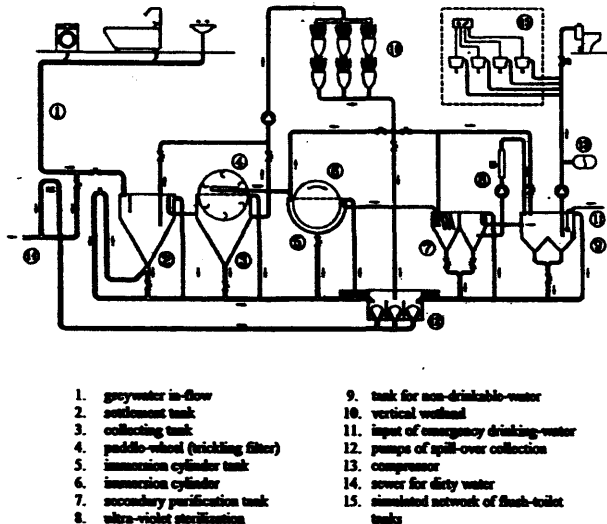 1. greywater in-flow
2. settlement tank
3. collecting tank
4. paddle-wheel (trickling filter)
5. immersion cylinder tank
6. immersion cylinder
7. secondary purification tank
8. ultra-violet sterilization
9. tank for non-drinkable-water
10. vertical wetland
11. input of emergency drinking-water
12. pumps of spill-over collection
13. compressor
14. sewer for dirty water
15. simulated network of flush-toilet
tanks